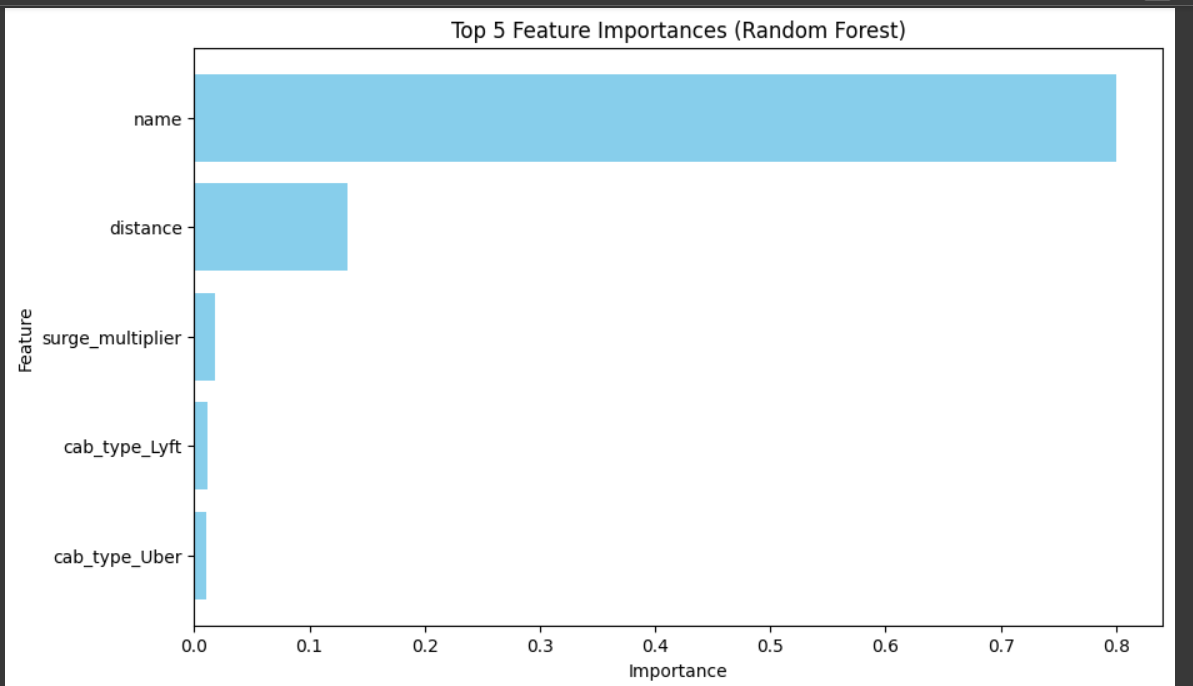 Top 5 Feature Importances (Random Forest)
name
distance
surge_multiplier
cab_type_Lyft
cab_type_Uber
Feature
0.0 0.1 0.2 0.3 0.4 0.5 0.6 0.7 0.8
Importance